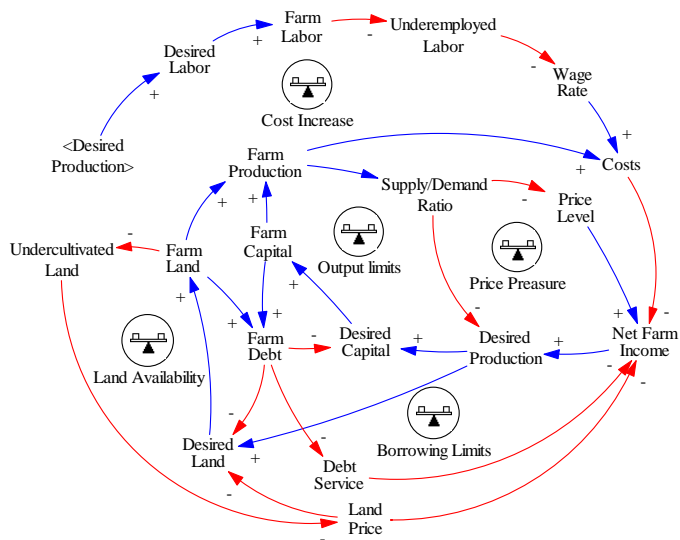 Farm
Labor
Underemployed
Labor
Desired
Labor
+
-
-
Wage
Rate
+
Cost Increase
<Desired
Production>
Farm
Production
+
+
Costs
Supply/Demand
Ratio
-
Price
Level
+
+
-
Undercultivated
Land
Farm
Land
Farm
Capital
Output limits
Price Preasure
+
+
+
+
-
+
-
Farm
Debt
-
Desired
Capital
+
Desired
Production
+
Net Farm
Income
-
-
Land Availability
-
Desired
Land
+
-
Debt
Service
Borrowing Limits
-
Land
Price
-